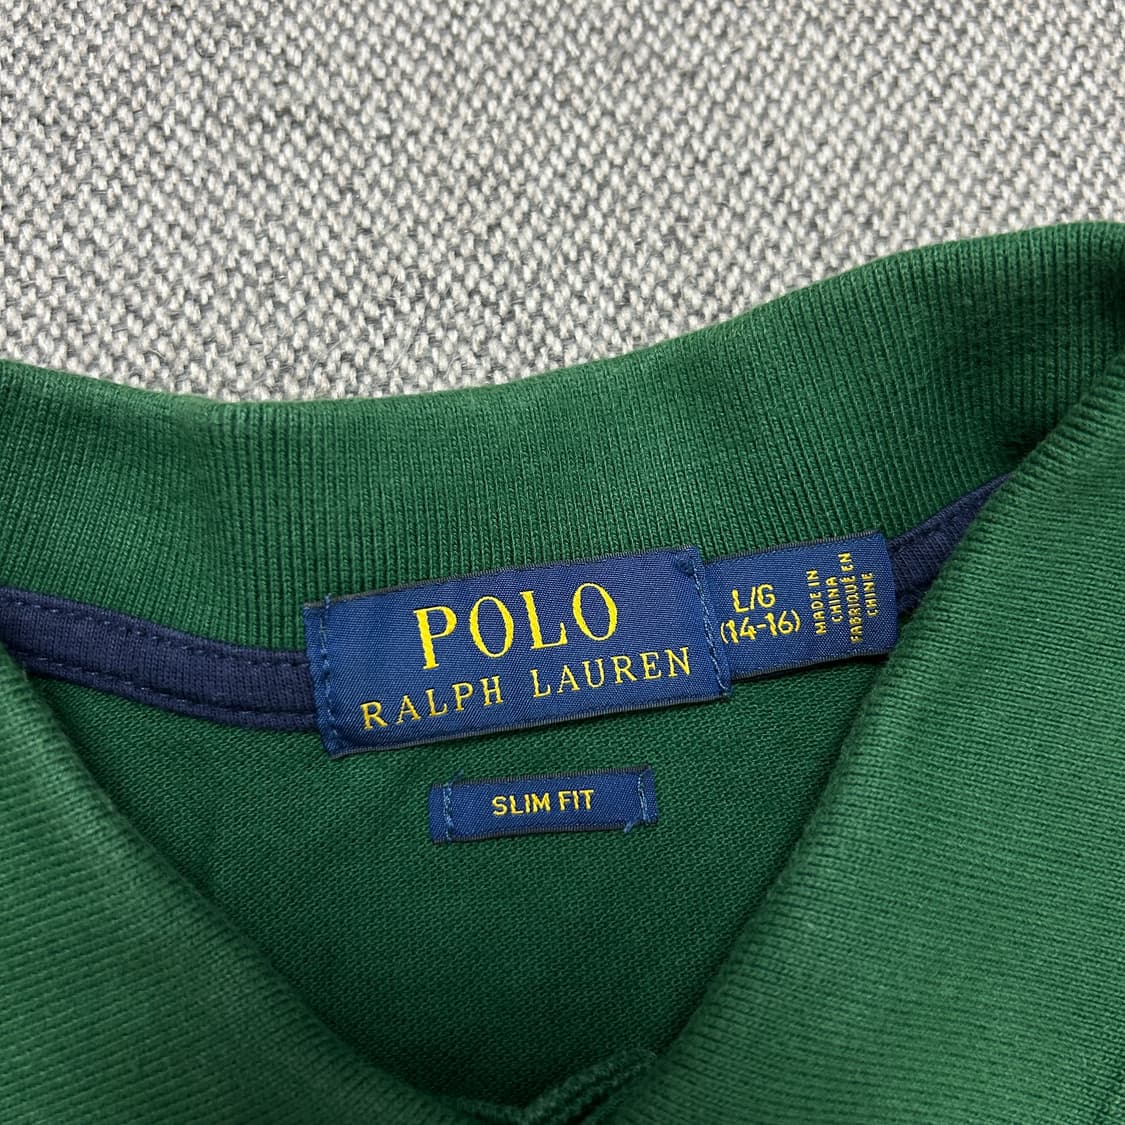 POLO
RALPH LAUREN
L/G
(14-16)
MADE IN
CHINA
FABRIQUÉ EN
CHINE
SLIM FIT